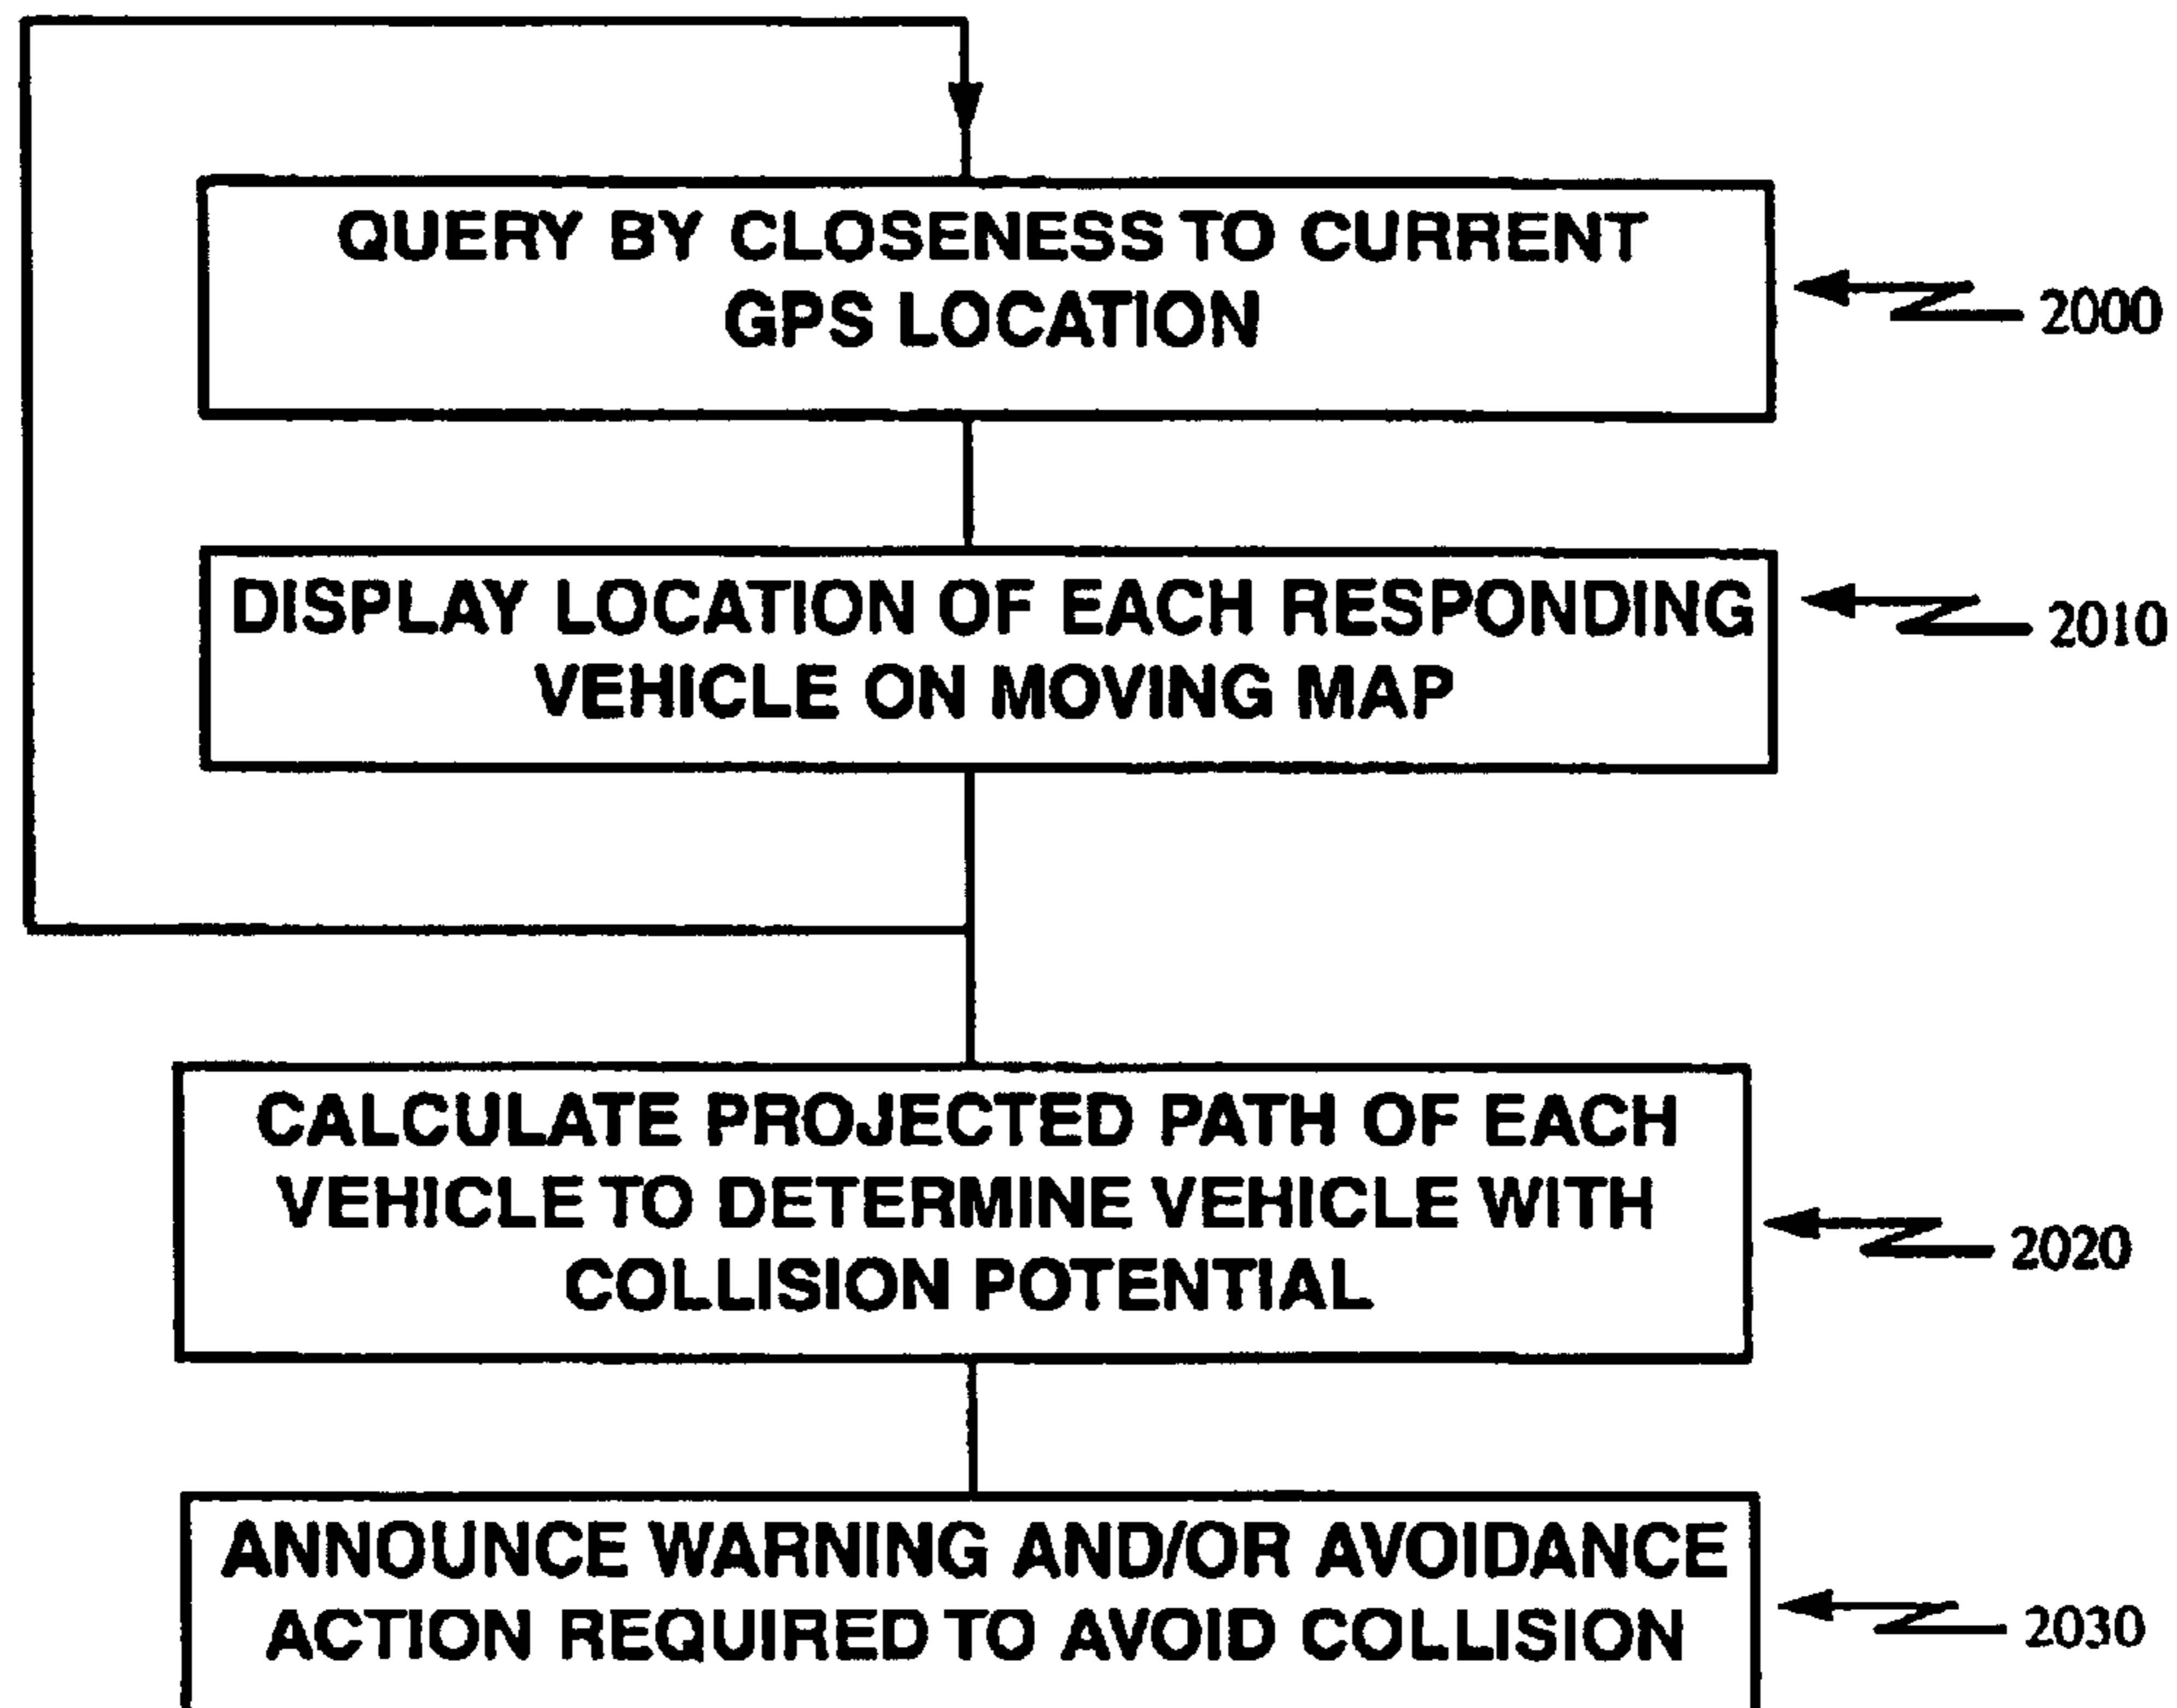 QUERY BY CLOSENESS TO CURRENT
GPS LOCATION
2000
DISPLAY LOCATION OF EACH RESPONDING
VEHICLE ON MOVING MAP
2010
CALCULATE PROJECTED PATH OF EACH
VEHICLE TO DETERMINE VEHICLE WITH
COLLISION POTENTIAL
2020
ANNOUNCE WARNING AND/OR AVOIDANCE
ACTION REQUIRED TO AVOID COLLISION
2030